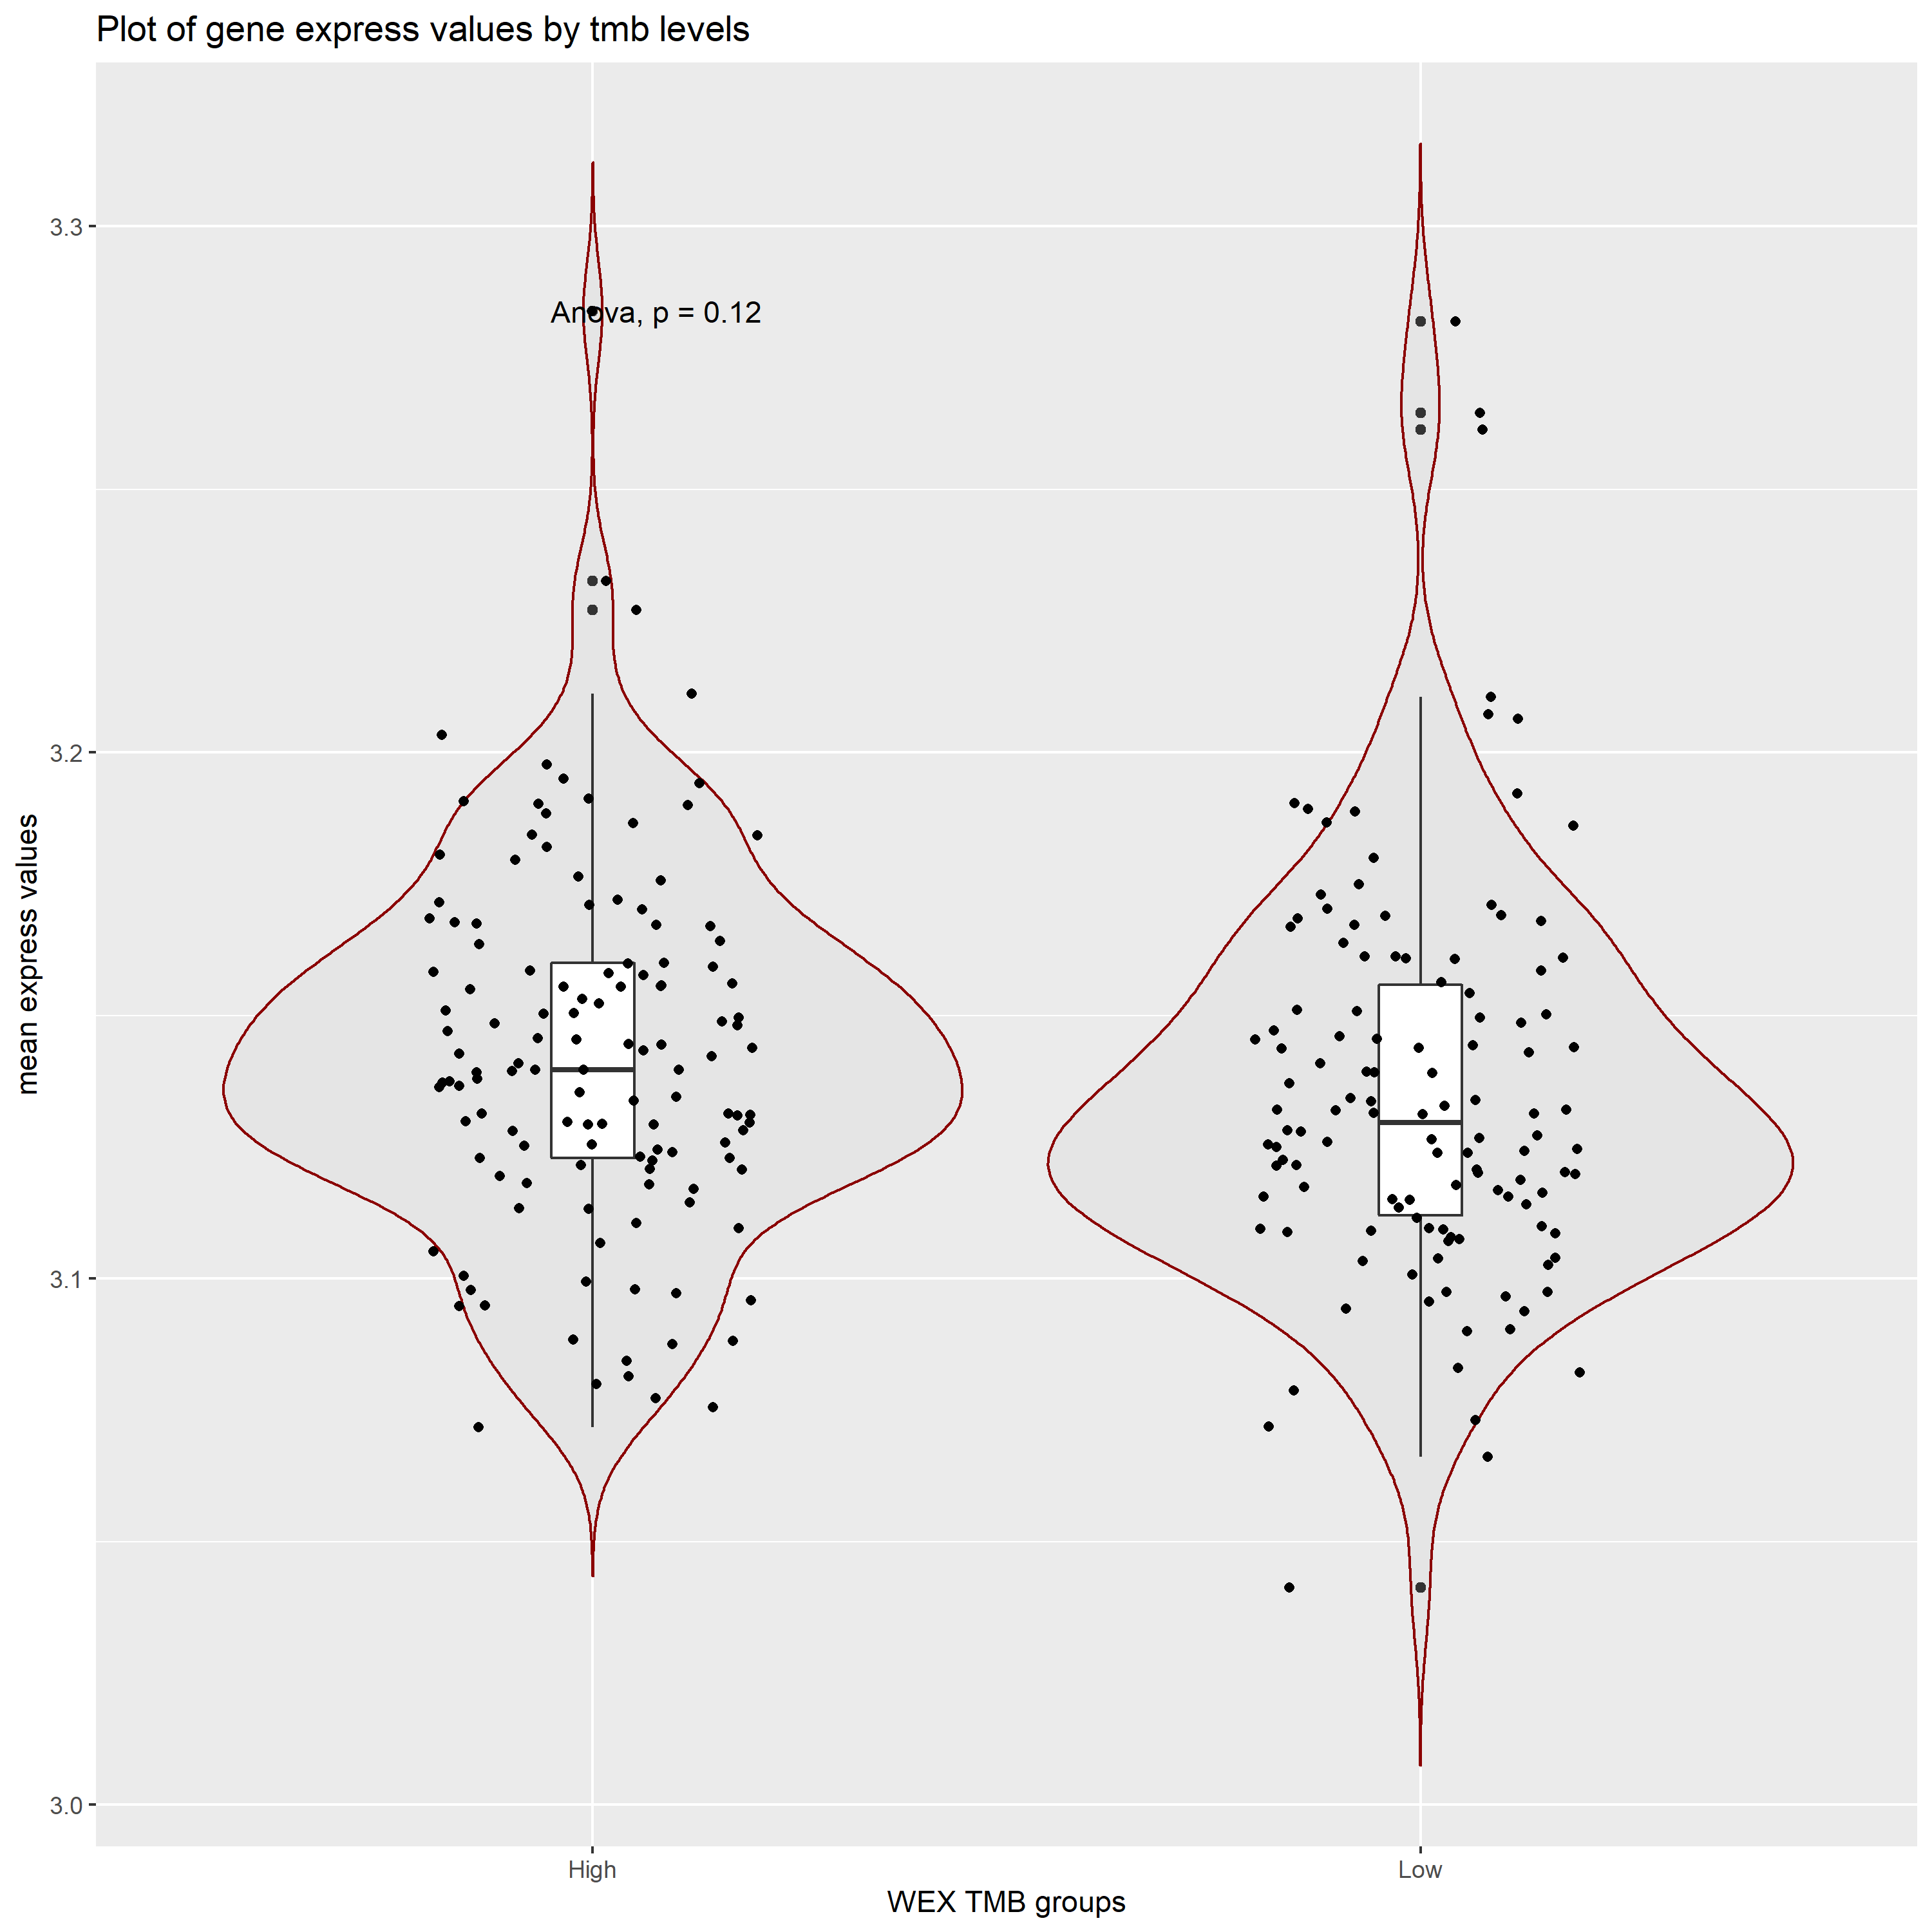 Plot of gene express values by tmb levels
3.3
Anova, p = 0.12
3.2
mean express values
3.1
3.0
High
Low
WEX TMB groups